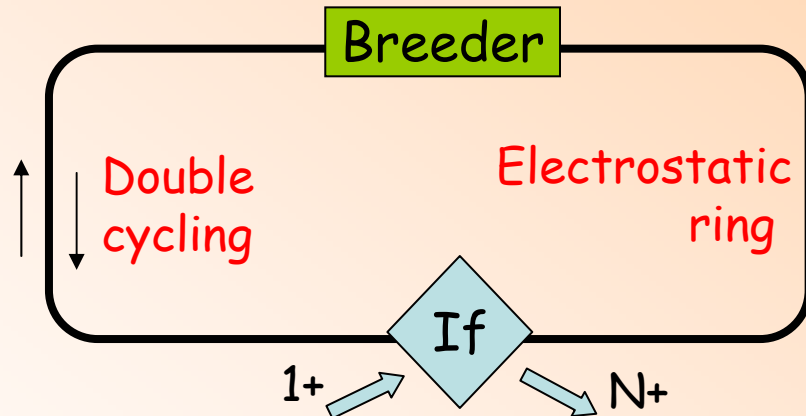 Breeder
Double
cycling
Electrostatic
ring
If
1+
N+